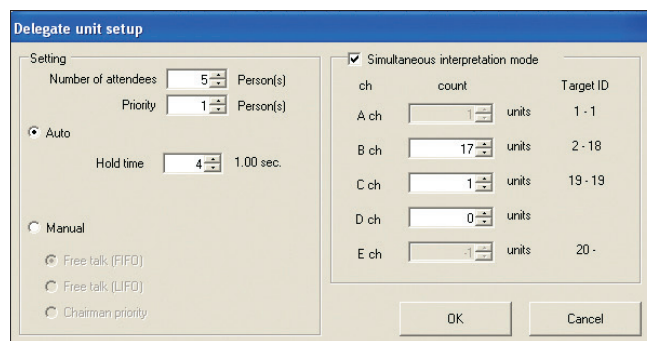 Delegate unit setup
Setting
Number of attendees 5 Person(s)
Priority 1 Person(s)
Auto
Hold time 4 1.00 sec.
Manual
Free talk (FIFO)
Free talk (LIFO)
Chairman priority
Simultaneous interpretation mode
ch count Target ID
A ch 1 units 1 - 1
B ch 17 units 2 - 18
C ch 1 units 19 - 19
D ch 0 units
E ch -1 units 20 -
OK Cancel